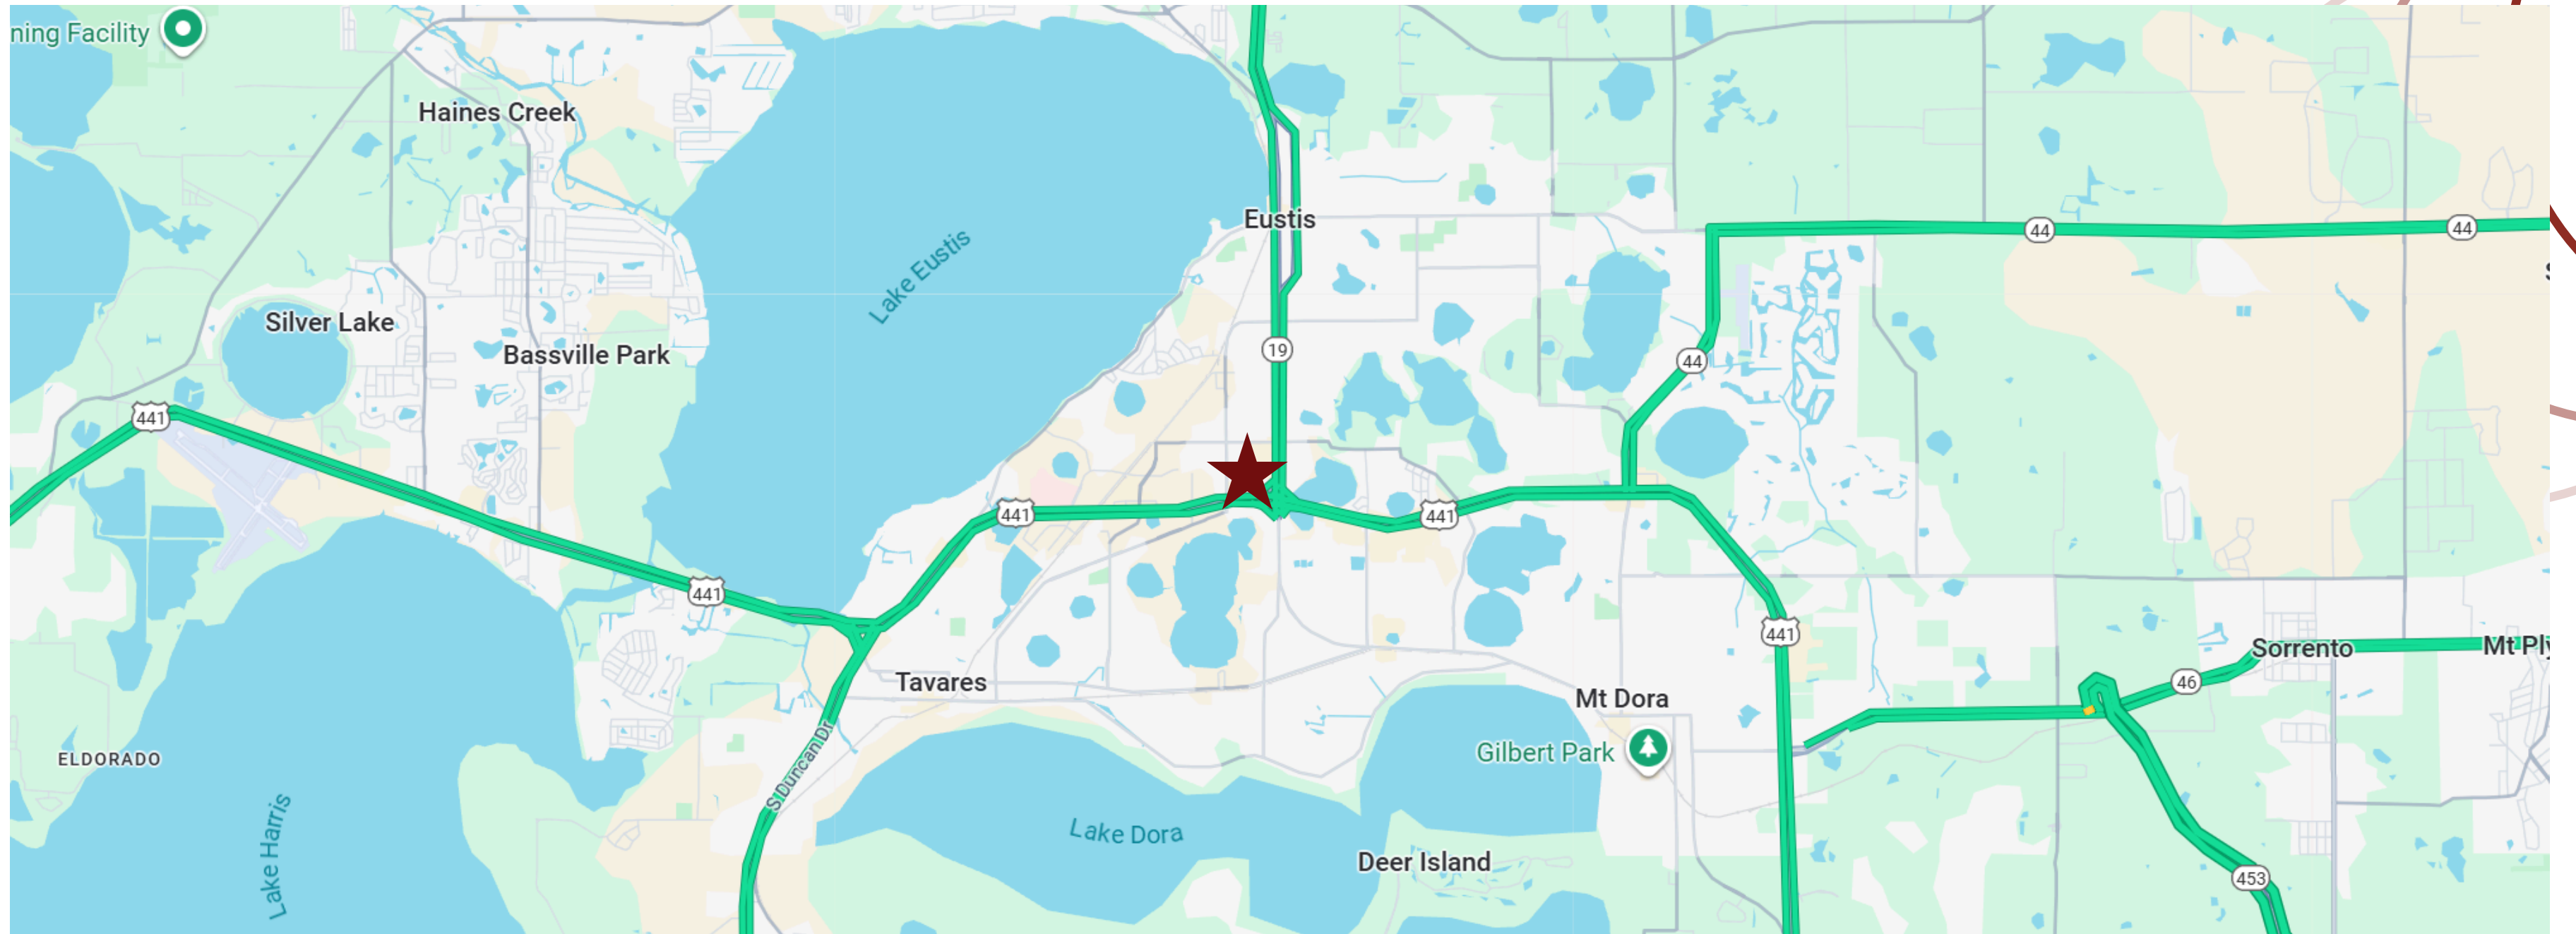 ning Facility
Haines Creek
Eustis
44
44
Lake Eustis
Silver Lake
19
Bassville Park
44
441
441
441
441
441
Sorrento
Mt Ply
Tavares
46
Mt Dora
S Duncan Dr
Gilbert Park
ELDORADO
Lake Dora
Lake Harris
Deer Island
453